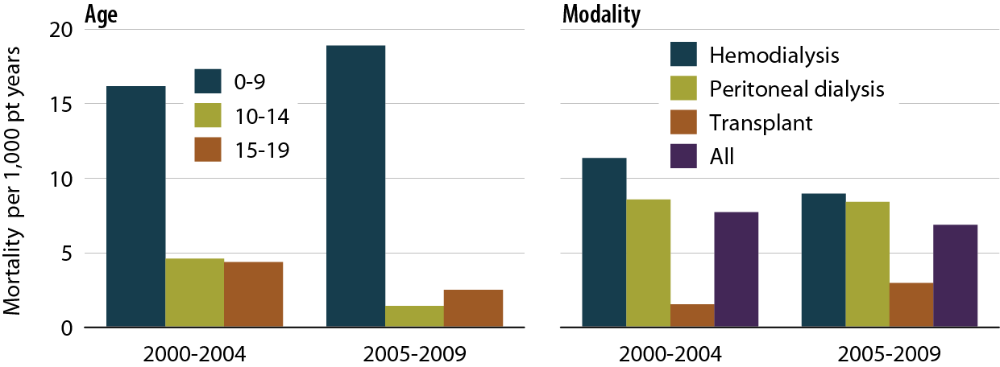 Age
Mortality per 1,000 pt years
20
15
10
5
0
0-9
10-14
15-19
2000-2004
2005-2009
Modality
Hemodialysis
Peritoneal dialysis
Transplant
All
2000-2004
2005-2009